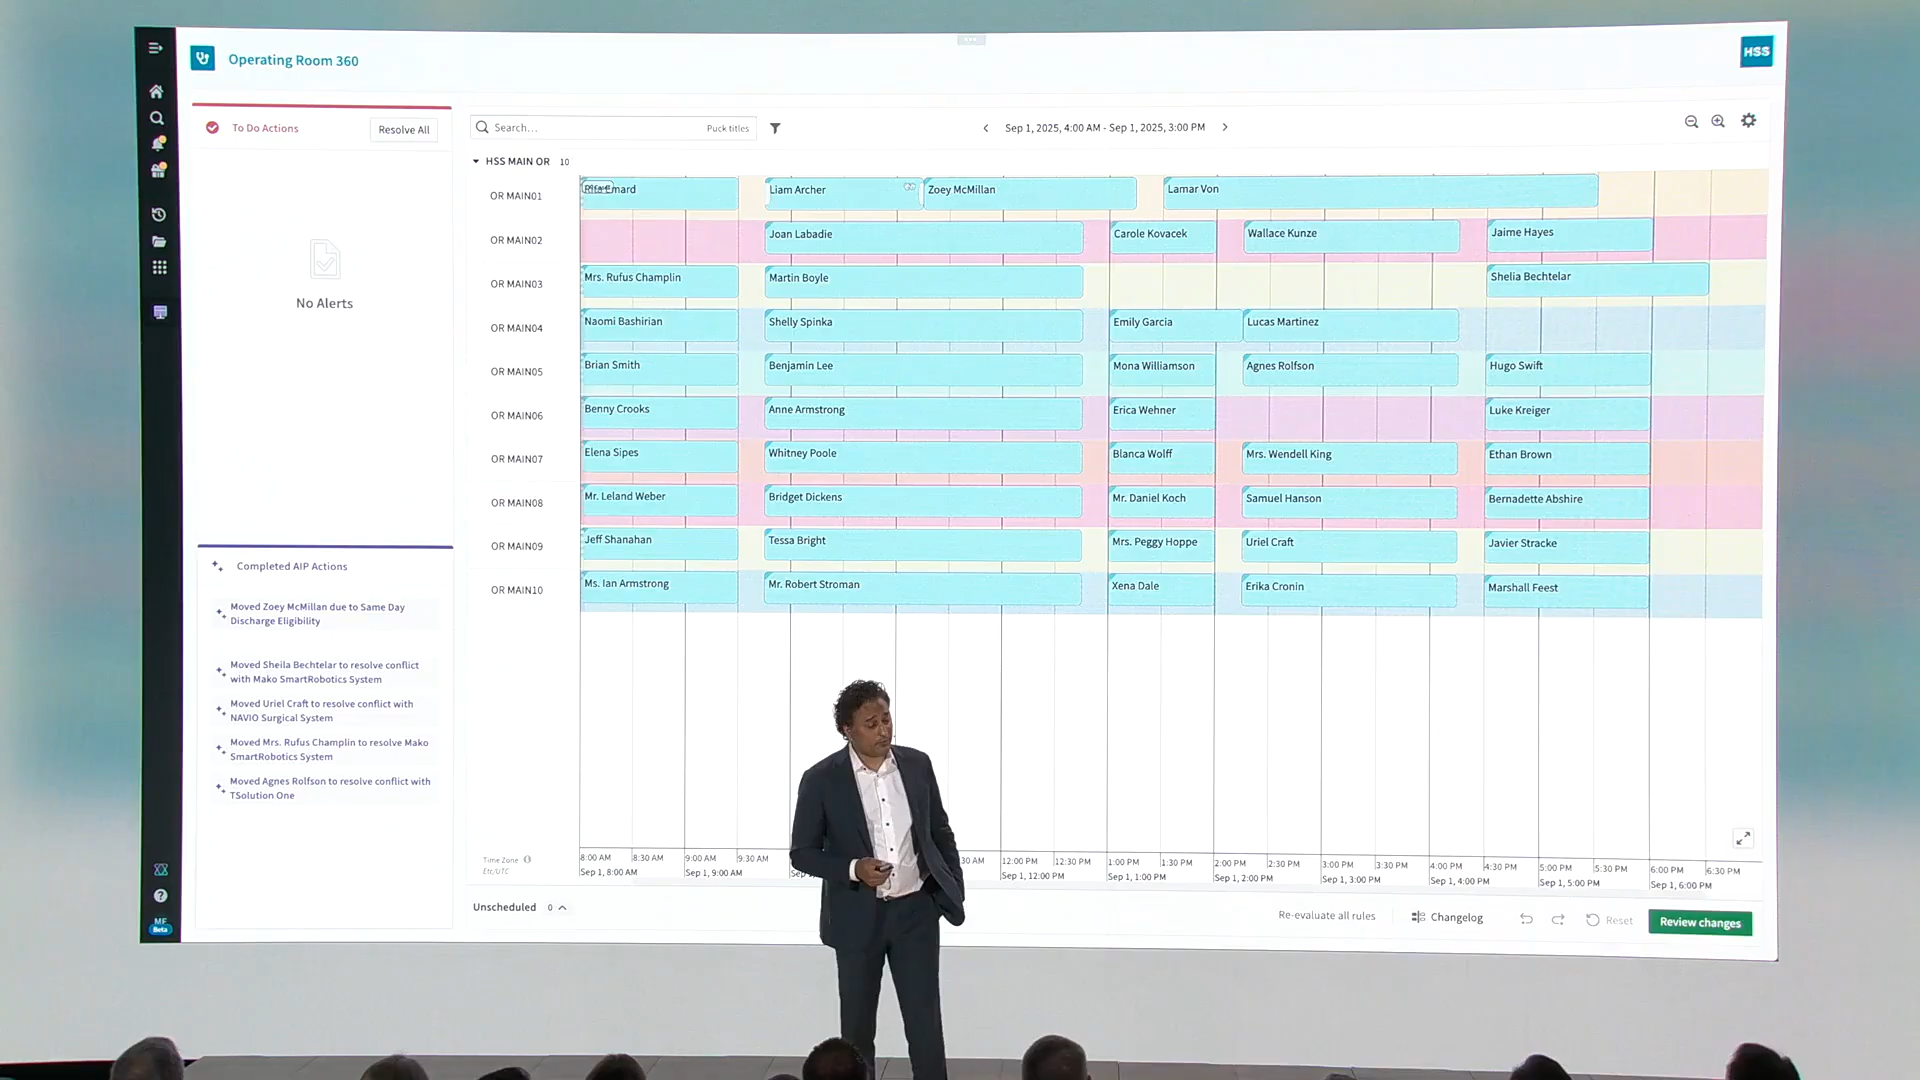 Operating Room 360
HSS
To Do Actions
Resolve All
No Alerts
Completed AIP Actions
Moved Zoey McMillan due to Same Day
Discharge Eligibility
Moved Sheila Bechtelar to resolve conflict
with Mako SmartRobotics System
Moved Uriel Craft to resolve conflict with
NAVIO Surgical System
Moved Mrs. Rufus Champlin to resolve Mako
SmartRobotics System
Moved Agnes Rolfson to resolve conflict with
TSolution One
MF
Beta
Search...
Puck titles
Sep 1, 2025, 4:00 AM - Sep 1, 2025, 3:00 PM
HSS MAIN OR 10
OR MAIN01 Emard Liam Archer Zoey McMillan Lamar Von
OR MAIN02 Joan Labadie Carole Kovacek Wallace Kunze Jaime Hayes
OR MAIN03 Mrs. Rufus Champlin Martin Boyle Shelia Bechtelar
OR MAIN04 Naomi Bashirian Shelly Spinka Emily Garcia Lucas Martinez
OR MAIN05 Brian Smith Benjamin Lee Mona Williamson Agnes Rolfson Hugo Swift
OR MAIN06 Benny Crooks Anne Armstrong Erica Wehner Luke Kreiger
OR MAIN07 Elena Sipes Whitney Poole Blanca Wolff Mrs. Wendell King Ethan Brown
OR MAIN08 Mr. Leland Weber Bridget Dickens Mr. Daniel Koch Samuel Hanson Bernadette Abshire
OR MAIN09 Jeff Shanahan Tessa Bright Mrs. Peggy Hoppe Uriel Craft Javier Stracke
OR MAIN10 Ms. Ian Armstrong Mr. Robert Stroman Xena Dale Erika Cronin Marshall Feest
Time Zone
Etc/UTC
8:00 AM 8:30 AM 9:00 AM 9:30 AM 30 AM 12:00 PM 12:30 PM 1:00 PM 1:30 PM 2:00 PM 2:30 PM 3:00 PM 3:30 PM 4:00 PM 4:30 PM 5:00 PM 5:30 PM 6:00 PM 6:30 PM
Sep 1, 8:00 AM Sep 1, 9:00 AM Sep Sep 1, 12:00 PM Sep 1, 1:00 PM Sep 1, 2:00 PM Sep 1, 3:00 PM Sep 1, 4:00 PM Sep 1, 5:00 PM Sep 1, 6:00 PM
Unscheduled 0
Re-evaluate all rules
Changelog
Reset
Review changes